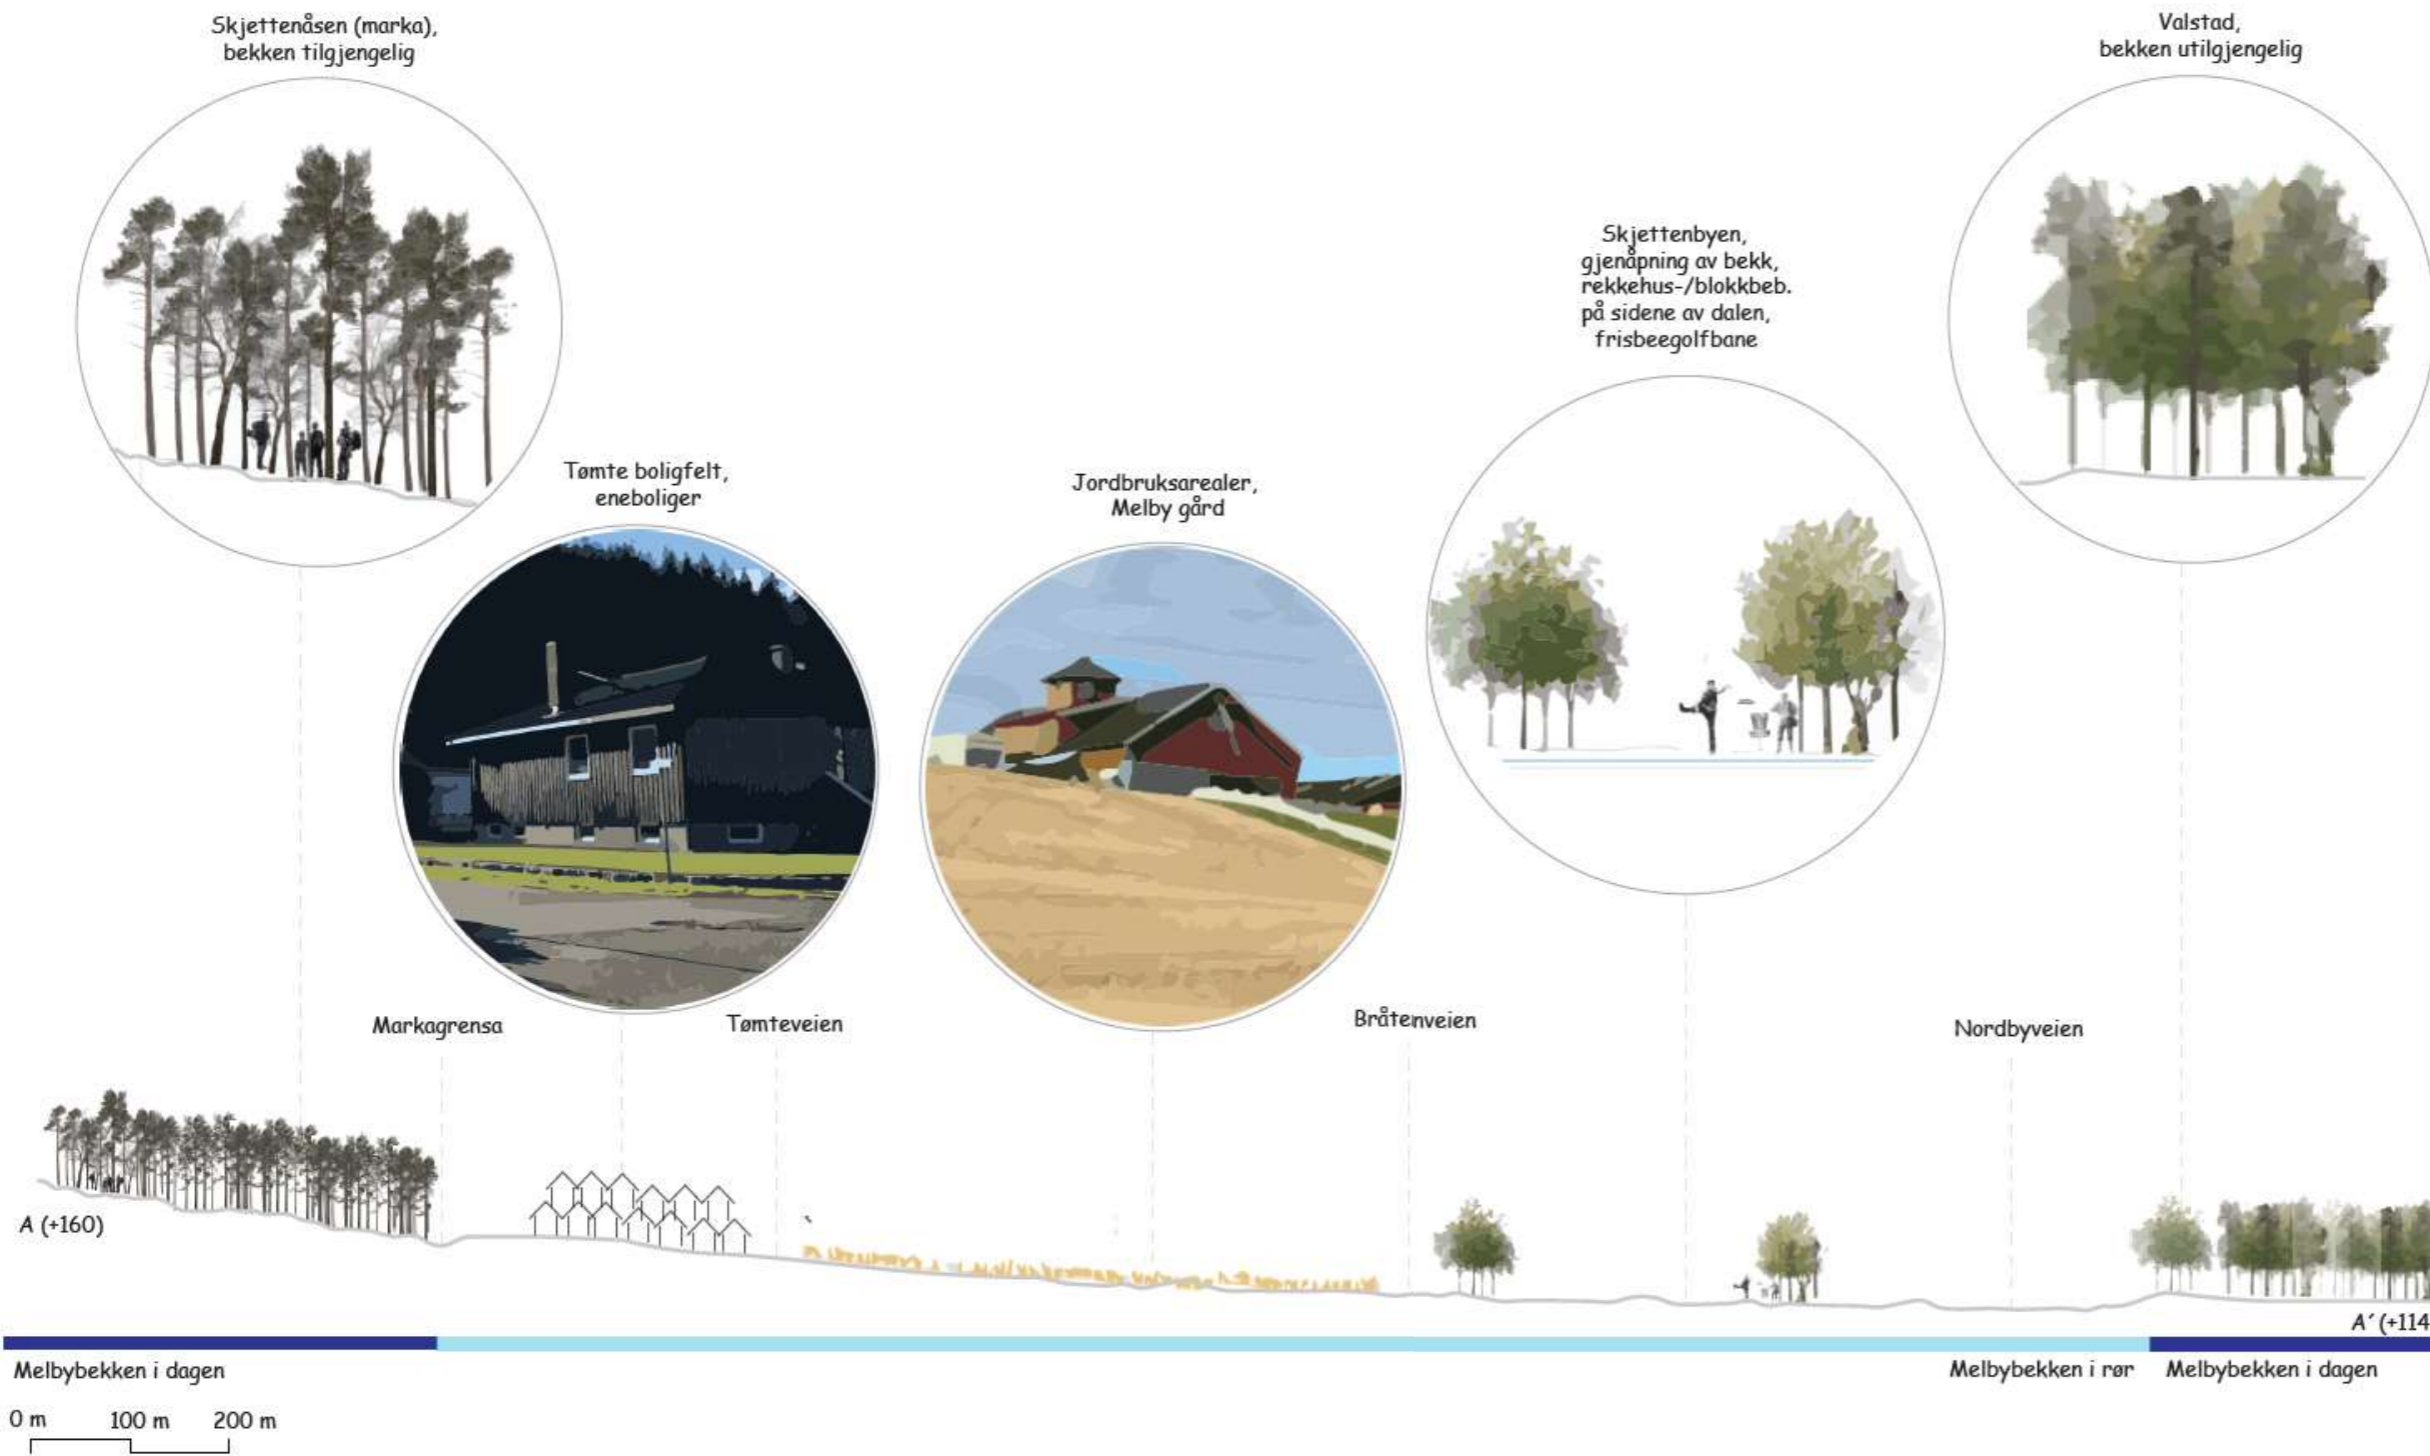 Skjettenåsen (marka),
bekken tilgjengelig
Valstad,
bekken utilgjengelig
Skjettenbyen,
gjenåpning av bekk,
rekkehus-/blokkbeb.
på sidene av dalen,
frisbeegolfbane
Tømte boligfelt,
eneboliger
Jordbruksarealer,
Melby gård
Markagrensa
Tømteveien
Bråtenveien
Nordbyveien
A (+160)
A´ (+114
Melbybekken i dagen
Melbybekken i rør
Melbybekken i dagen
0 m
100 m
200 m